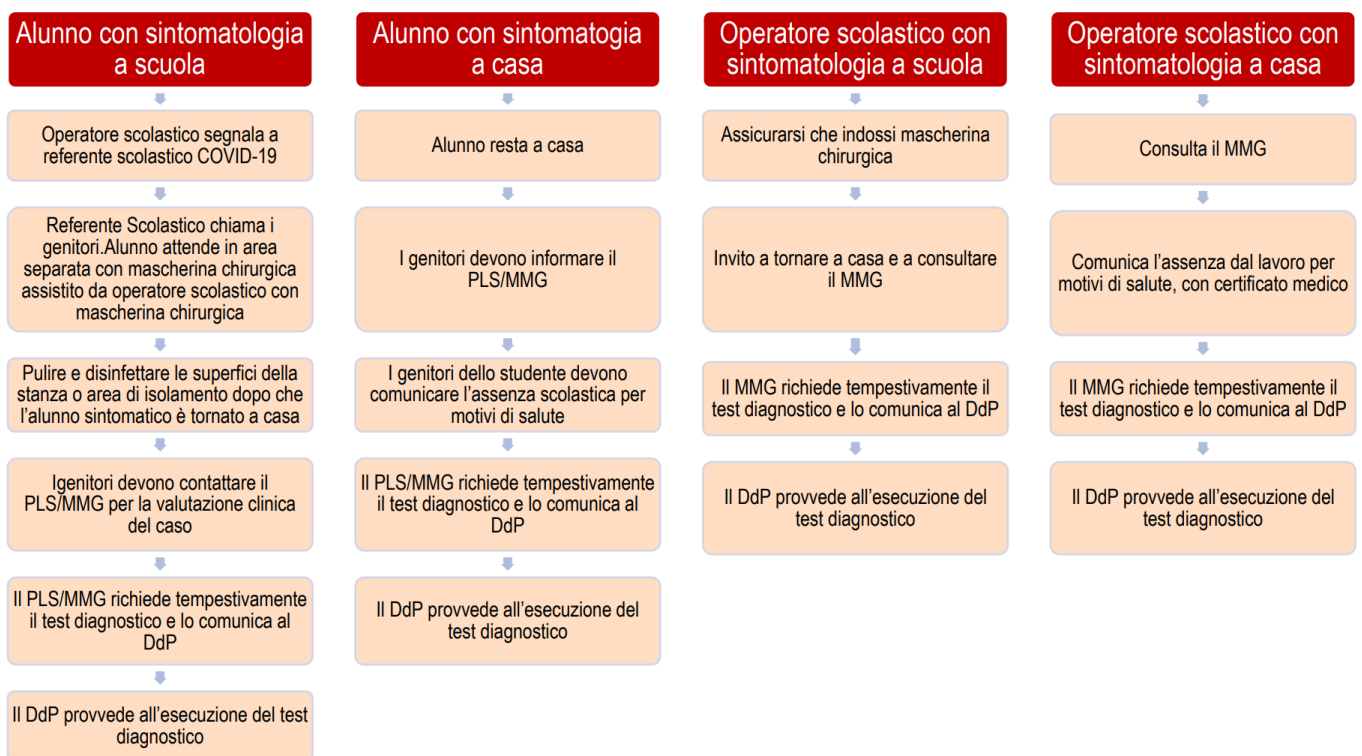 Alunno con sintomatologia
a scuola
Operatore scolastico segnala a
referente scolastico COVID-19
Referente Scolastico chiama i
genitori.Alunno attende in area
separata con mascherina chirurgica
assistito da operatore scolastico con
mascherina chirurgica
Pulire e disinfettare le superfici della
stanza o area di isolamento dopo che
l'alunno sintomatico è tornato a casa
Igenitori devono contattare il
PLS/MMG per la valutazione clinica
del caso
Il PLS/MMG richiede tempestivamente
il test diagnostico e lo comunica al
DdP
Il DdP provvede all'esecuzione del test
diagnostico
Alunno con sintomatogia
a casa
Alunno resta a casa
I genitori devono informare il
PLS/MMG
I genitori dello studente devono
comunicare l'assenza scolastica per
motivi di salute
Il PLS/MMG richiede tempestivamente
il test diagnostico e lo comunica al
DdP
Il DdP provvede all'esecuzione del
test diagnostico
Operatore scolastico con
sintomatologia a scuola
Assicurarsi che indossi mascherina
chirurgica
Invito a tornare a casa e a consultare
il MMG
Il MMG richiede tempestivamente il
test diagnostico e lo comunica al DdP
Il DdP provvede all'esecuzione del
test diagnostico
Operatore scolastico con
sintomatologia a casa
Consulta il MMG
Comunica l'assenza dal lavoro per
motivi di salute, con certificato medico
Il MMG richiede tempestivamente il
test diagnostico e lo comunica al DdP
Il DdP provvede all'esecuzione del
test diagnostico